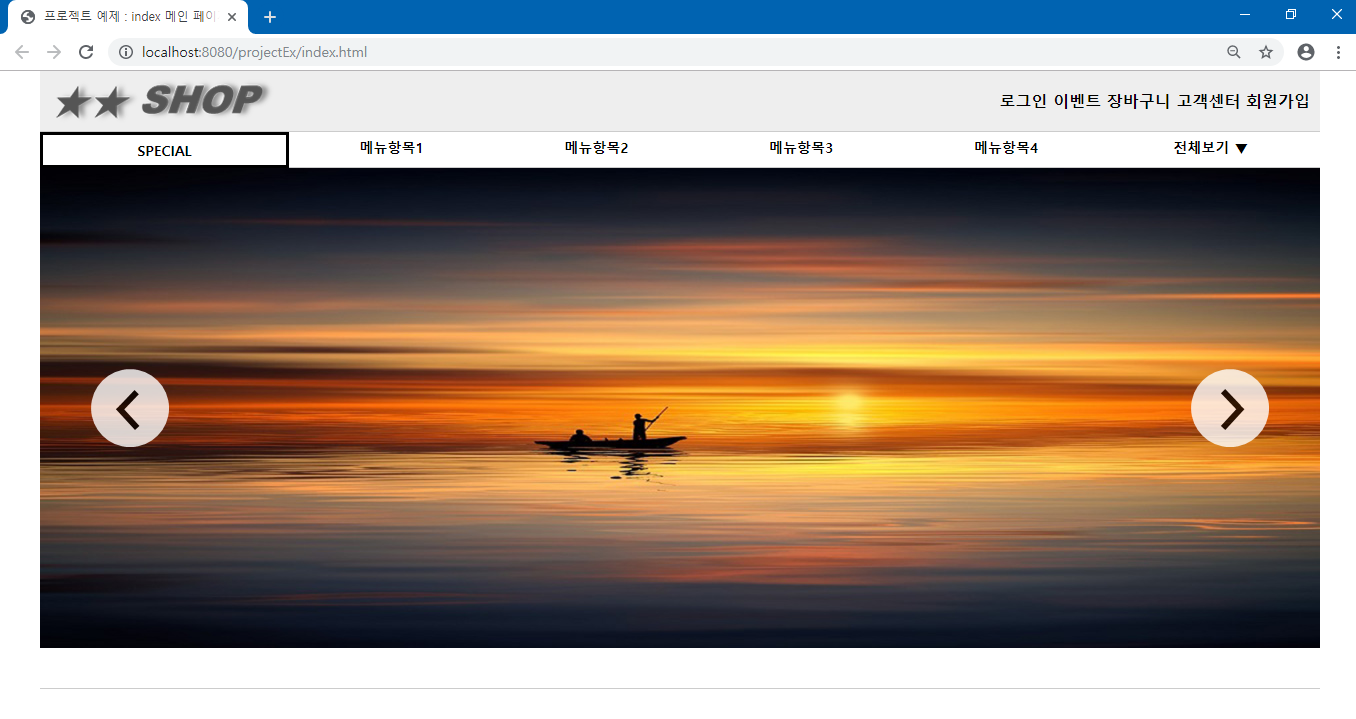 프로젝트 예제 : index 메인 페이
localhost:8080/projectEx/index.html
★★ SHOP
로그인 이벤트 장바구니 고객센터 회원가입
SPECIAL 메뉴항목1 메뉴항목2 메뉴항목3 메뉴항목4 전체보기 ▼